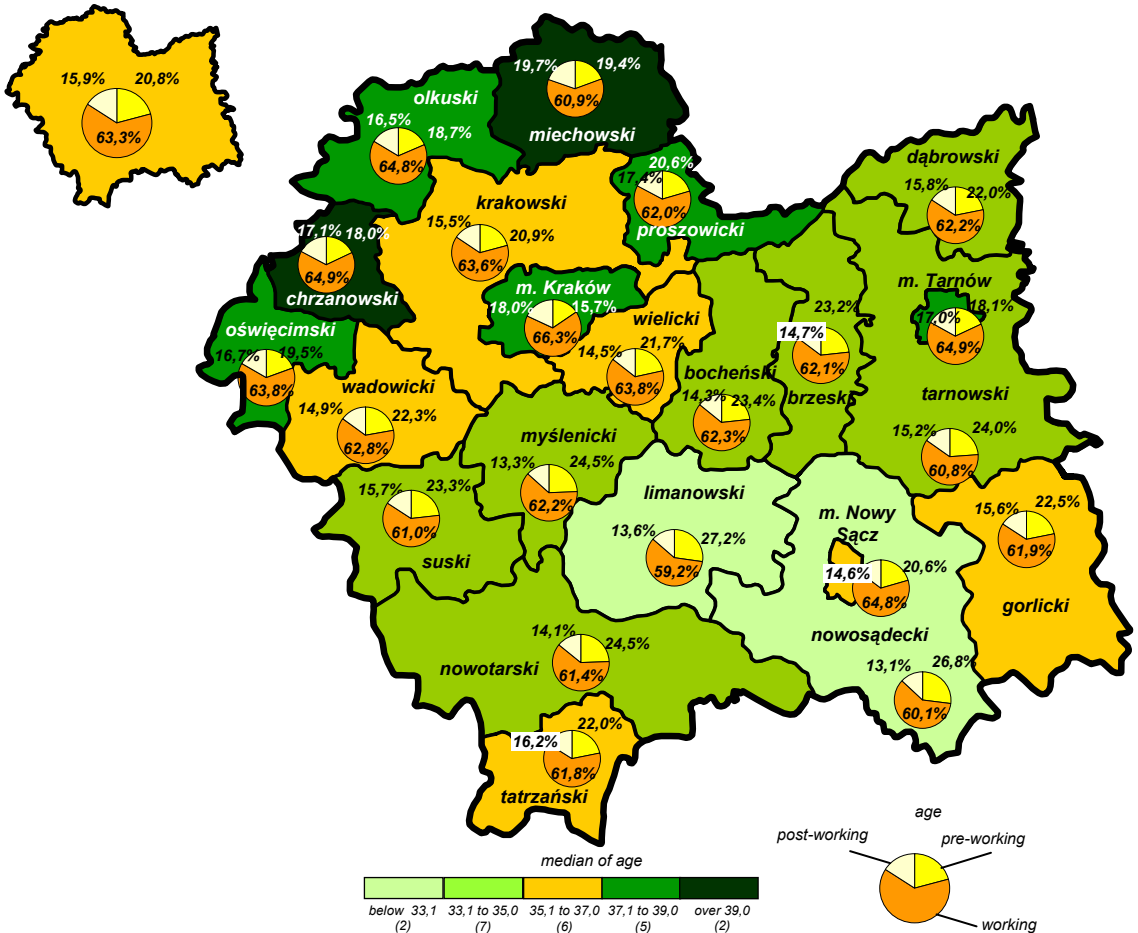 15,9% 20,8%
63,3%
19,7% 19,4%
60,9%
miechowski
olkuski
16,5% 18,7%
64,8%
20,6%
17,4%
62,0%
proszowicki
dąbrowski
15,8% 22,0%
62,2%
krakowski
15,5% 20,9%
63,6%
17,1% 18,0%
64,9%
chrzanowski
m. Kraków
18,0% 15,7%
66,3%
m. Tarnów
17,0% 18,1%
64,9%
oświęcimski
16,7% 19,5%
63,8%
wielicki
14,5% 21,7%
63,8%
23,2%
14,7%
62,1%
brzeski
bocheński
14,3% 23,4%
62,3%
wadowicki
14,9% 22,3%
62,8%
tarnowski
15,2% 24,0%
60,8%
myślenicki
13,3% 24,5%
62,2%
15,7% 23,3%
61,0%
suski
limanowski
13,6% 27,2%
59,2%
m. Nowy
Sącz
14,6% 20,6%
64,8%
15,6% 22,5%
61,9%
gorlicki
nowosądecki
13,1% 26,8%
60,1%
14,1% 24,5%
nowotarski
61,4%
22,0%
16,2%
61,8%
tatrzański
median of age
below 33,1 33,1 to 35,0 35,1 to 37,0 37,1 to 39,0 over 39,0
(2) (7) (6) (5) (2)
age
post-working pre-working
working